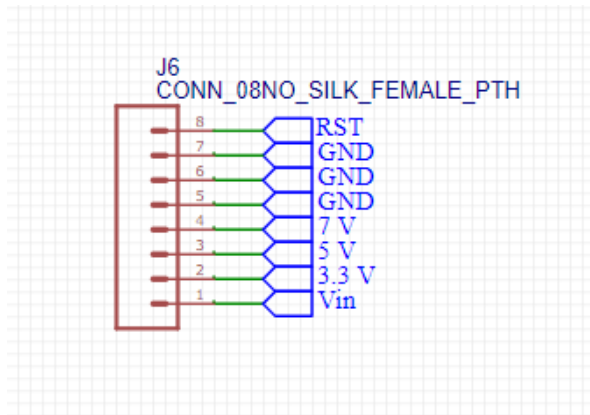 J6
CONN_08NO_SILK_FEMALE_PTH
8 RST
7 GND
6 GND
5 GND
4 7 V
3 5 V
2 3.3 V
1 Vin